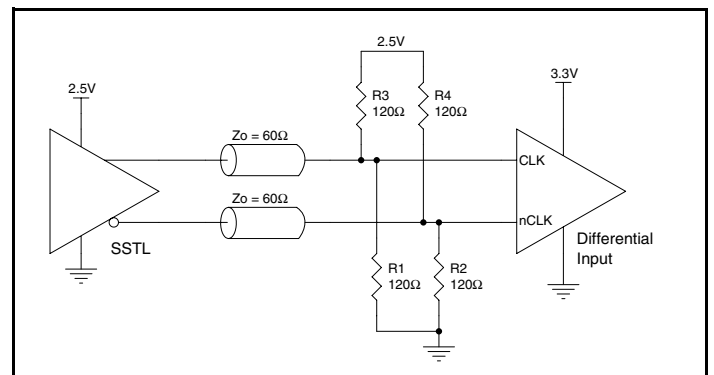 2.5V
2.5V
3.3V
R3
120Ω
R4
120Ω
Zo = 60Ω
CLK
Zo = 60Ω
nCLK
SSTL
Differential
Input
R1
120Ω
R2
120Ω